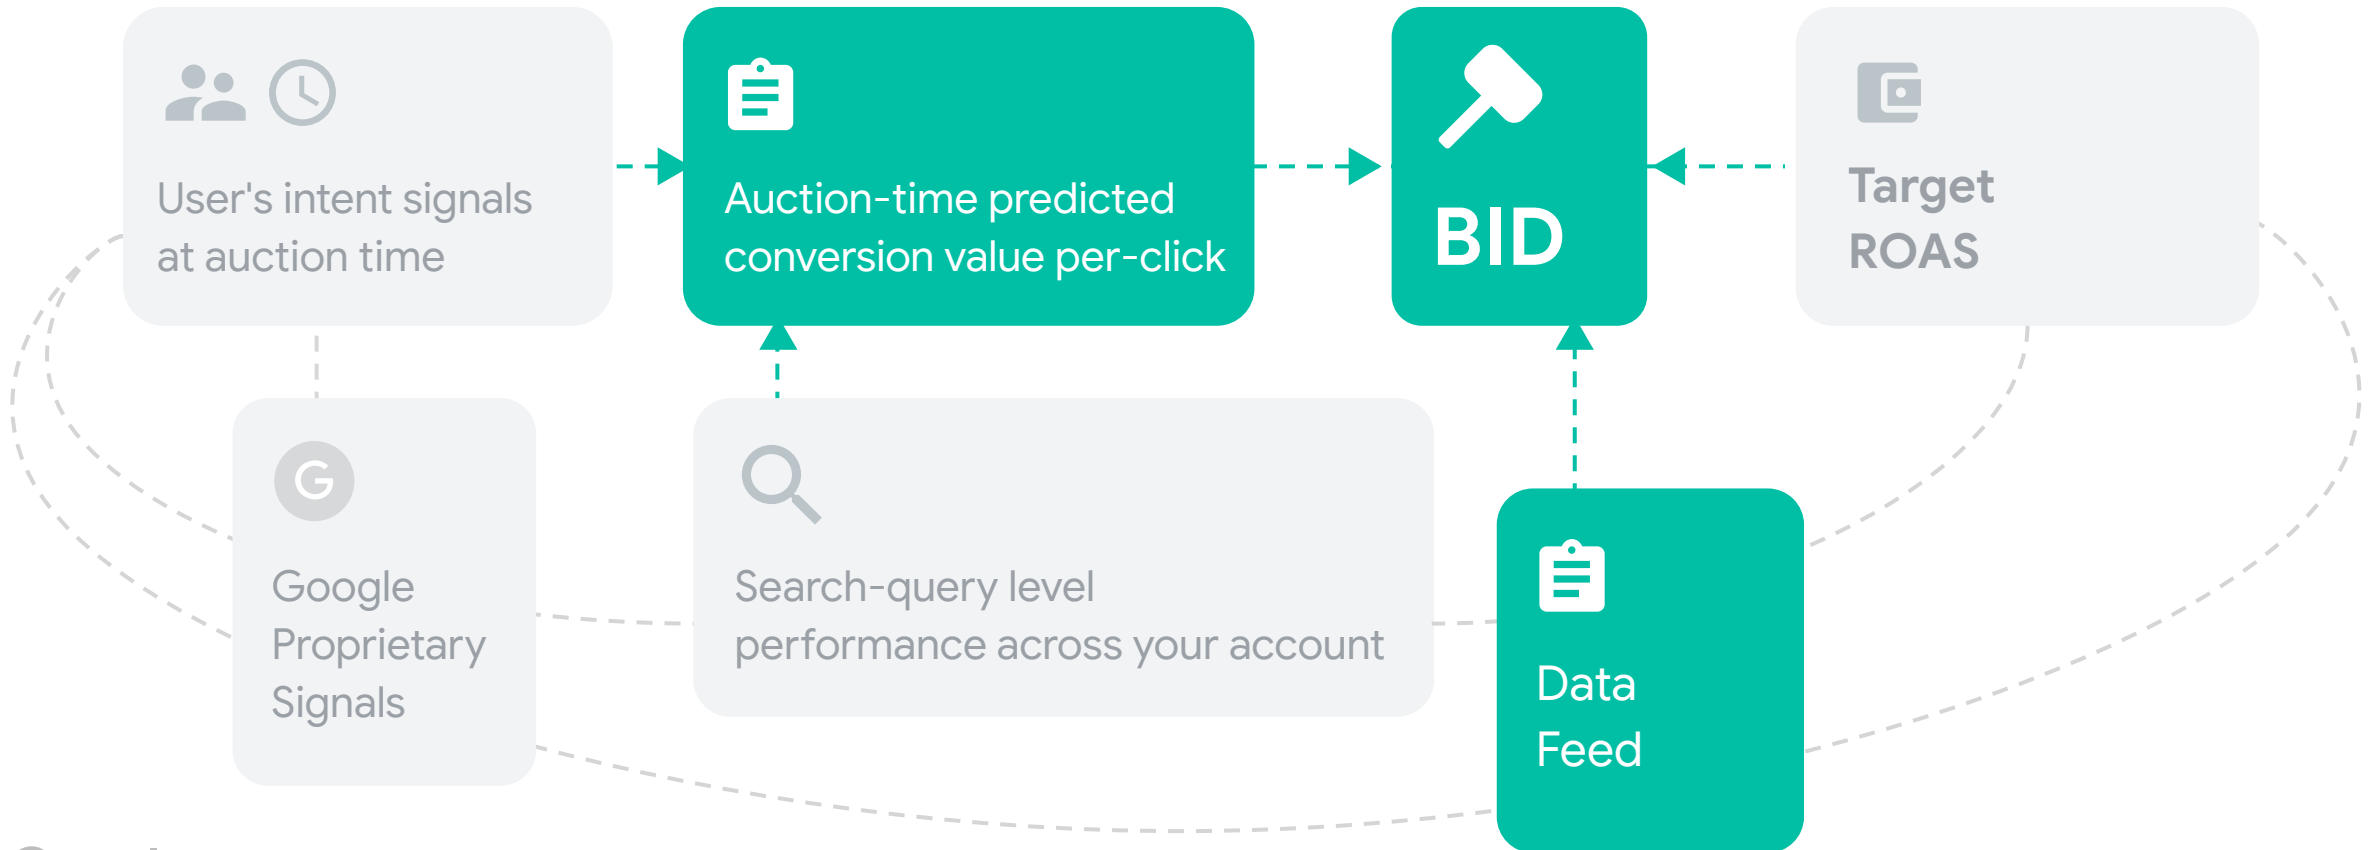 User's intent signals
at auction time
Auction-time predicted
conversion value per-click
BID
Target
ROAS
G
Google
Proprietary
Signals
Search-query level
performance across your account
Data
Feed